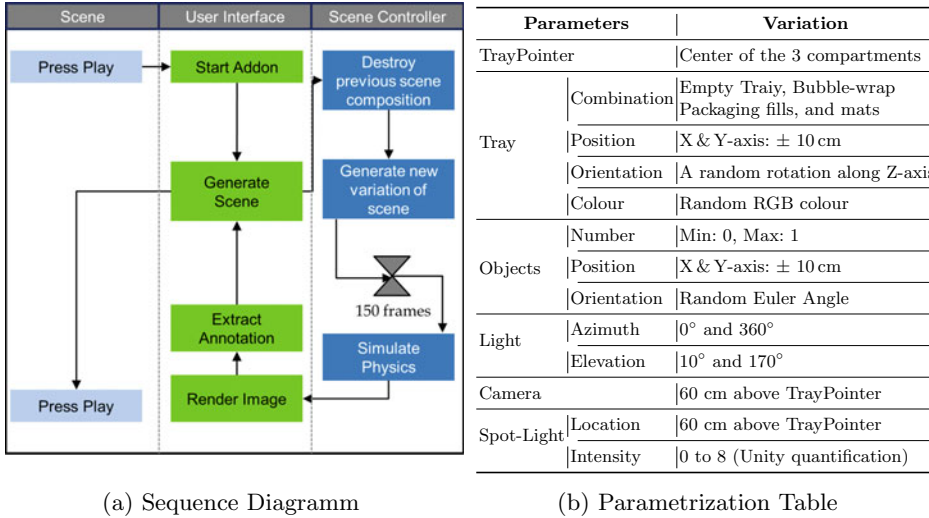 Scene
User Interface
Scene Controller
Press Play
Start Addon
Destroy
previous scene
composition
Generate
Scene
Generate new
variation of
scene
150 frames
Extract
Annotation
Simulate
Physics
Press Play
Render Image
(a) Sequence Diagramm
Parameters Variation
TrayPointer Center of the 3 compartments
Tray
Combination Empty Traiy, Bubble-wrap
Packaging fills, and mats
Position X & Y-axis: ± 10 cm
Orientation A random rotation along Z-axis
Colour Random RGB colour
Objects
Number Min: 0, Max: 1
Position X & Y-axis: ± 10 cm
Orientation Random Euler Angle
Light
Azimuth 0° and 360°
Elevation 10° and 170°
Camera 60 cm above TrayPointer
Spot-Light
Location 60 cm above TrayPointer
Intensity 0 to 8 (Unity quantification)
(b) Parametrization Table